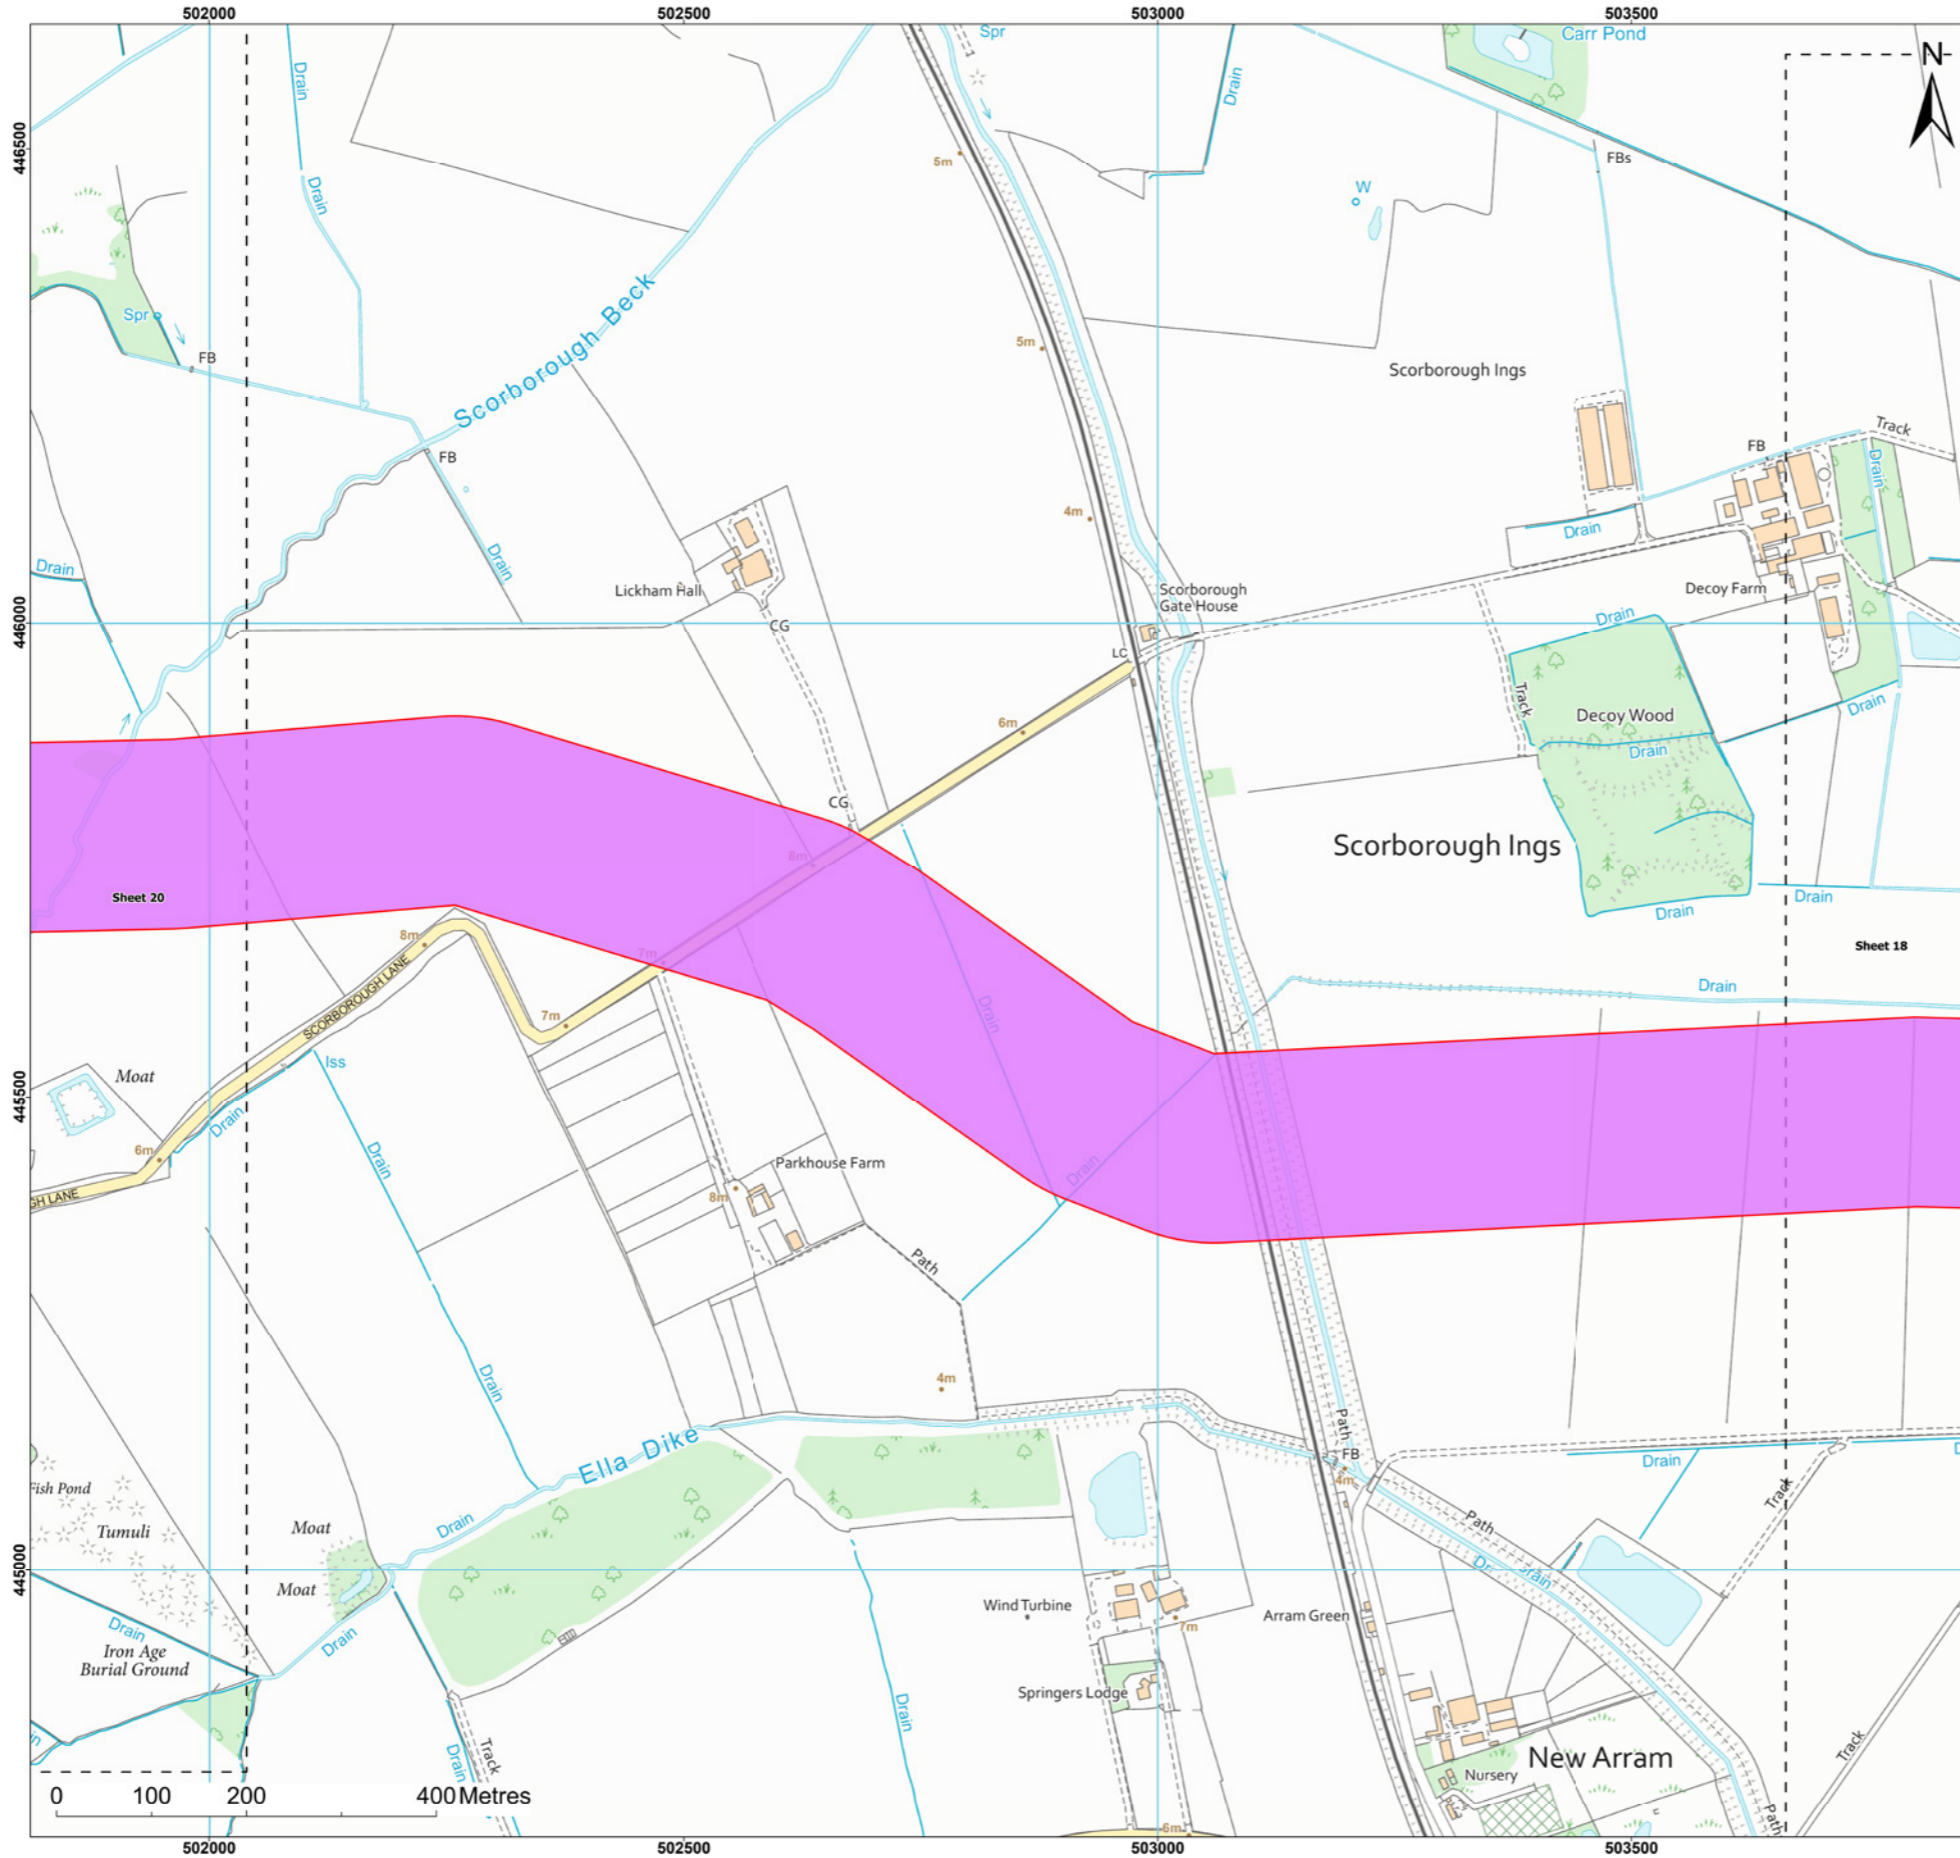 502000
502500
503000
503500
Spr
Carr Pond
N
Drain
Drain
446500
5m
FBs
Drain
W
Scorborough Beck
Spr
FB
5m
Scorborough Ings
FB
Track
FB
Drain
4m
Drain
Drain
Drain
Lickham Hall
Scorborough
Gate House
Decoy Farm
446000
CG
Drain
LC
Track
Decoy Wood
Drain
6m
Drain
CG
8m
Scorborough Ings
Sheet 20
Drain
Drain
8m
7m
Sheet 18
SCORBOROUGH LANE
Drain
Drain
7m
Iss
Moat
445500
Drain
6m
Drain
Parkhouse Farm
Drain
GH LANE
8m
Path
4m
Drain
Path
Ella Dike
FB
4m
Drain
D
Fish Pond
Track
Tumuli
Moat
Drain
Path
445000
Moat
Dr
Drain
Wind Turbine
Arram Green
Drain
7m
Iron Age
Burial Ground
Drain
Springers Lodge
Drain
in
Track
Drain
New Arram
Track
Nursery
0
100
200
400 Metres
Path
6m
502000
502500
503000
503500